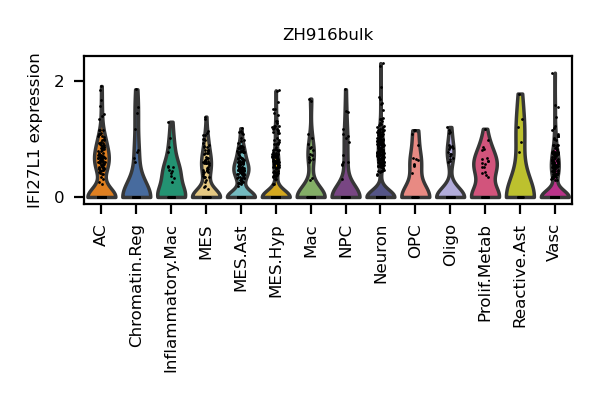 ZH916bulk
IFI27L1 expression
2
0
AC
Chromatin.Reg
Inflammatory.Mac
MES
MES.Ast
MES.Hyp
Mac
NPC
Neuron
OPC
Oligo
Prolif.Metab
Reactive.Ast
Vasc